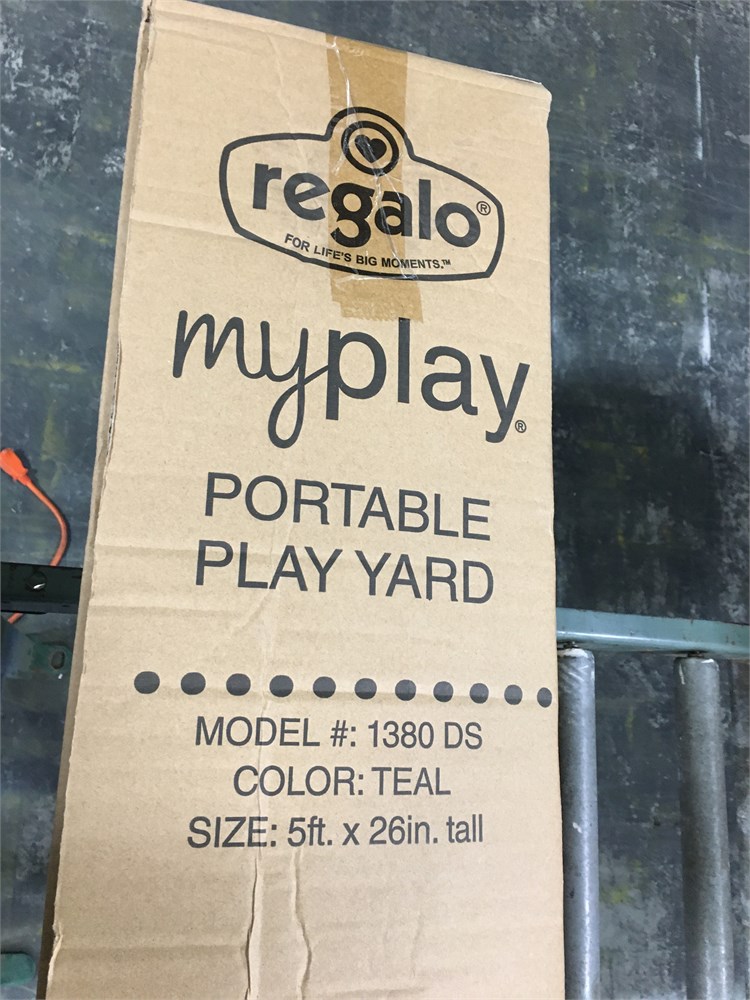 regalo®
FOR LIFE'S BIG MOMENTS.™
myplay®
PORTABLE
PLAY YARD
MODEL #: 1380 DS
COLOR: TEAL
SIZE: 5ft. x 26in. tall